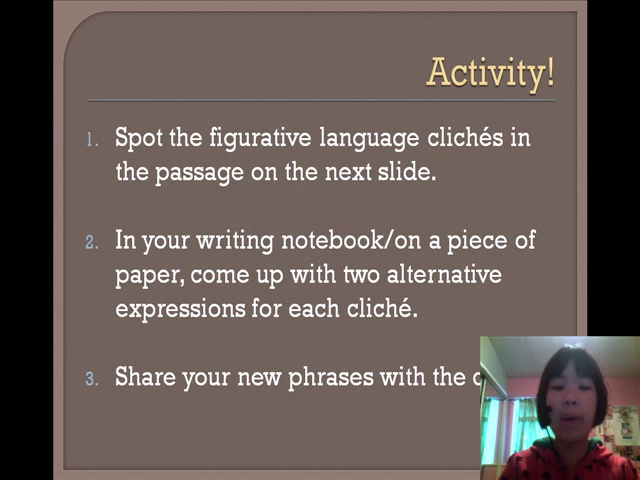 Activity!
1. Spot the figurative language clichés in
the passage on the next slide.
2. In your writing notebook/on a piece of
paper, come up with two alternative
expressions for each cliché.
3. Share your new phrases with the